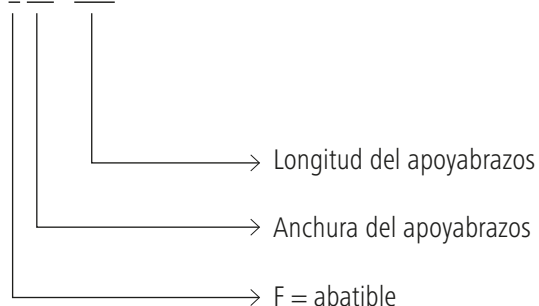 Longitud del apoyabrazos
Anchura del apoyabrazos
F = abatible